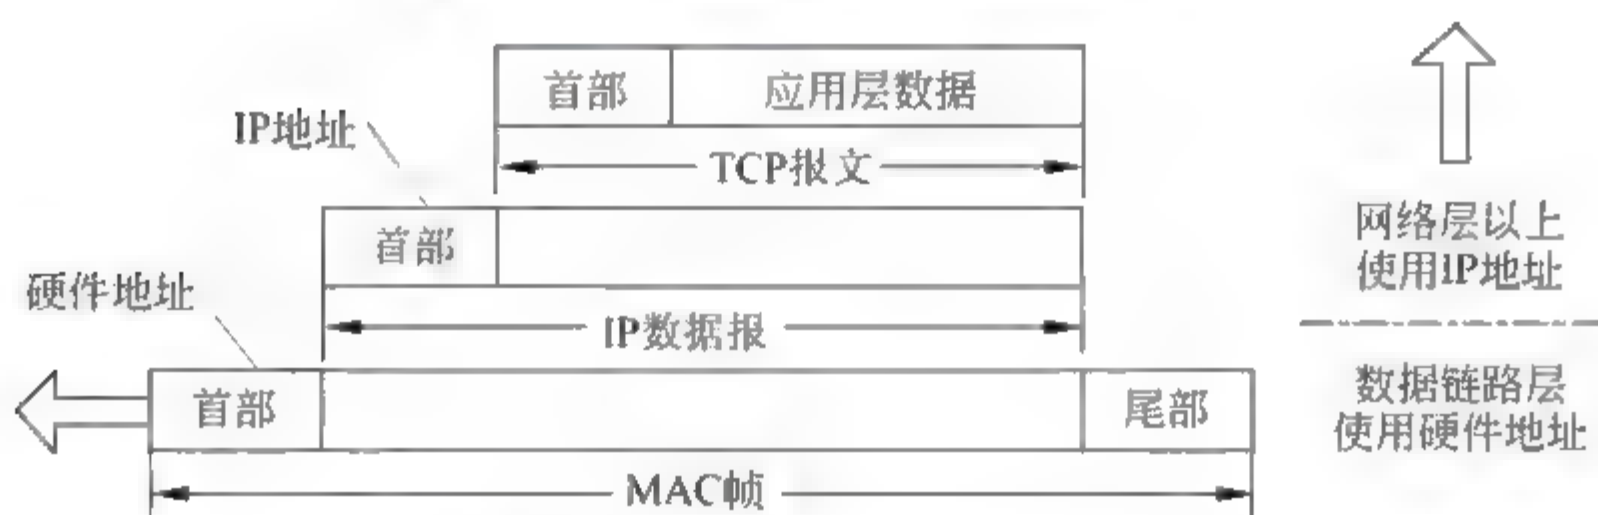 首部
应用层数据
IP地址
TCP报文
首部
硬件地址
IP数据报
首部
尾部
MAC帧
网络层以上
使用IP地址
数据链路层
使用硬件地址